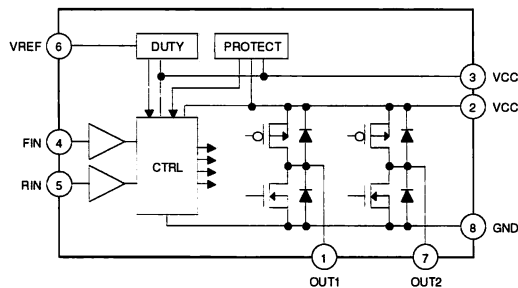 VREF 6 DUTY PROTECT
3 VCC
2 VCC
FIN 4
CTRL
RIN 5
8 GND
1 7
OUT1 OUT2